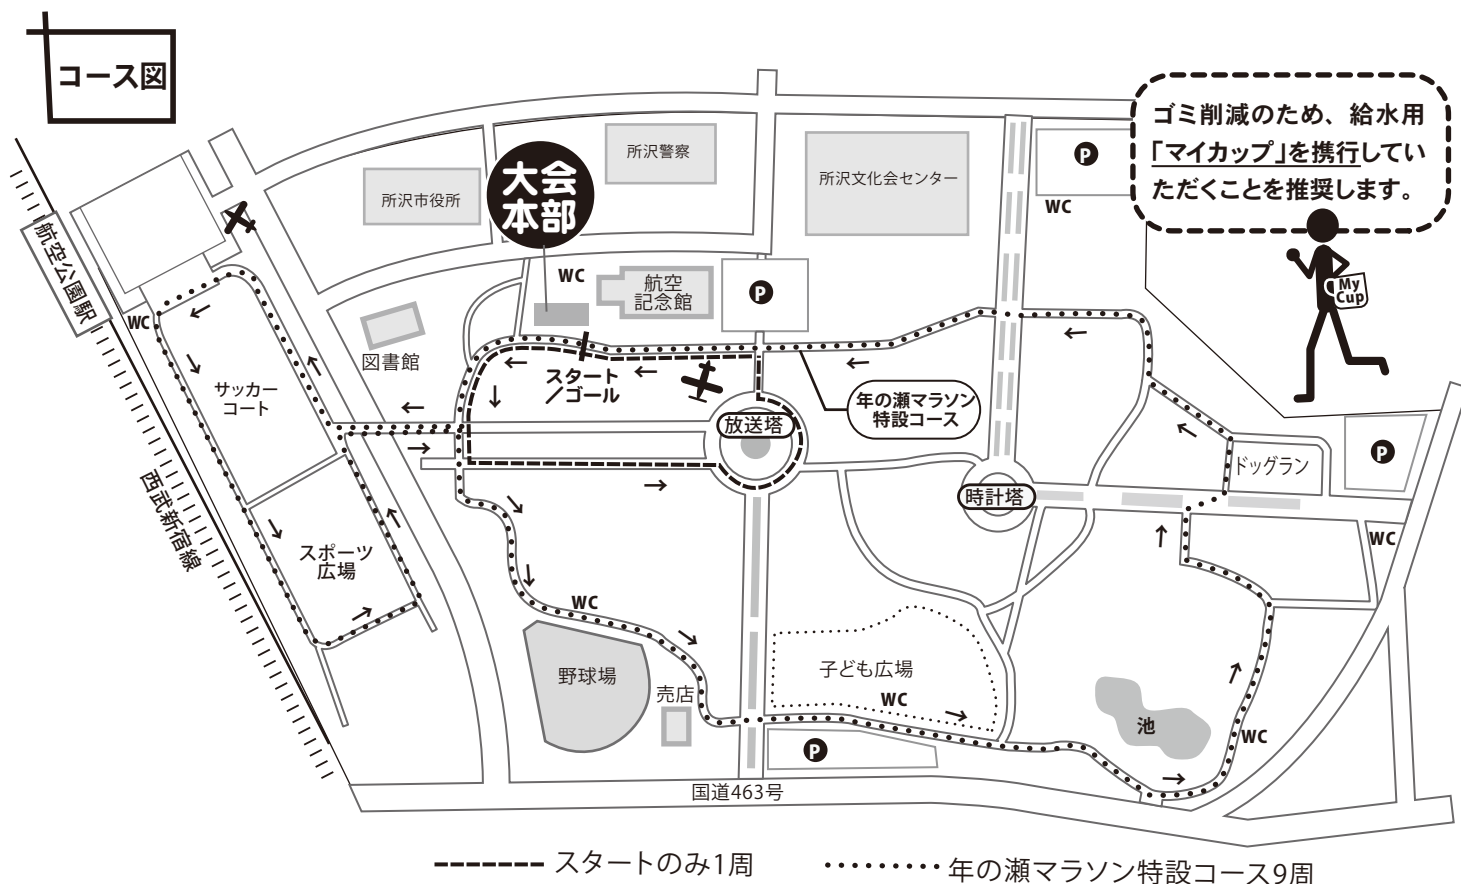 コース図
ゴミ削減のため、給水用
「マイカップ」を携行してい
ただくことを推奨します。
My
Cup
大会
本部
所沢警察
所沢市役所
所沢文化会センター
P
WC
航空公園駅
WC
航空
記念館
P
WC
図書館
スタート
/ゴール
サッカー
コート
年の瀬マラソン
特設コース
放送塔
ドッグラン
P
時計塔
WC
西武新宿線
スポーツ
広場
WC
野球場
売店
子ども広場
WC
池
WC
P
国道463号
スタートのみ1周
年の瀬マラソン特設コース9周